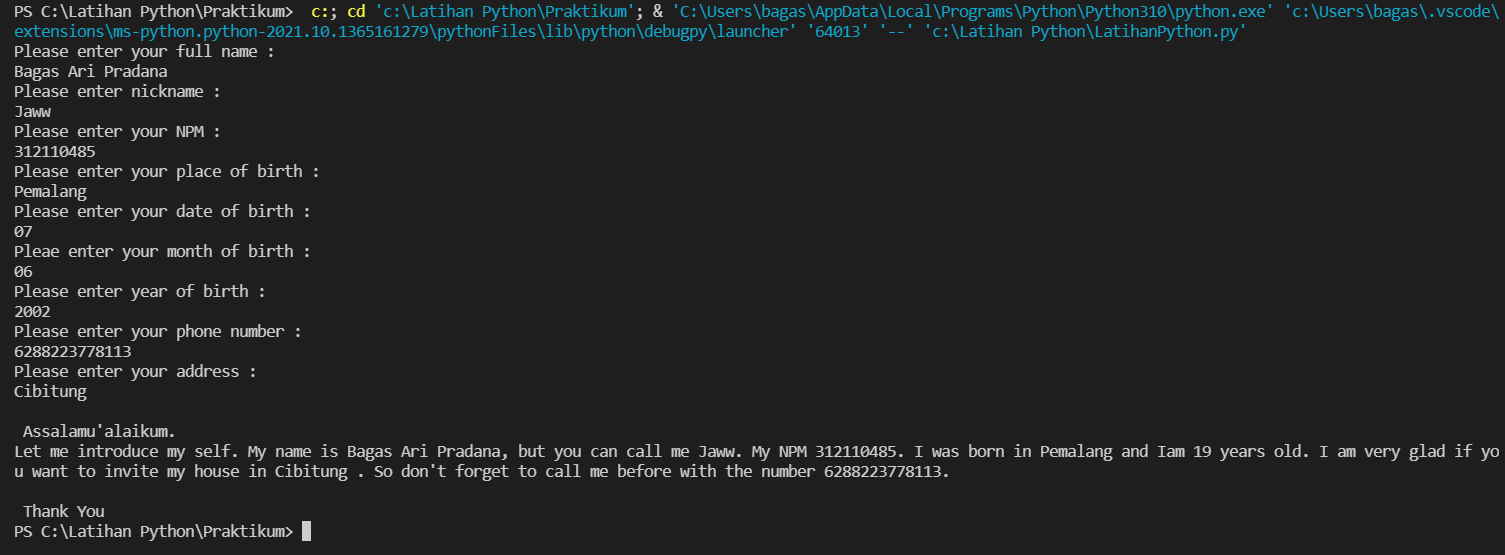 PS C:\Latihan Python\Praktikum>  c:; cd 'c:\Latihan Python\Praktikum'; & 'C:\Users\bagas\AppData\Local\Programs\Python\Python310\python.exe' 'c:\Users\bagas\.vscode\
extensions\ms-python.python-2021.10.1365161279\pythonFiles\lib\python\debugpy\launcher' '64013' '--' 'c:\Latihan Python\LatihanPython.py'
Please enter your full name :
Bagas Ari Pradana
Please enter nickname :
Jaww
Please enter your NPM :
312110485
Please enter your place of birth :
Pemalang
Please enter your date of birth :
07
Pleae enter your month of birth :
06
Please enter year of birth :
2002
Please enter your phone number :
6288223778113
Please enter your address :
Cibitung
Assalamu'alaikum.
Let me introduce my self. My name is Bagas Ari Pradana, but you can call me Jaww. My NPM 312110485. I was born in Pemalang and Iam 19 years old. I am very glad if yo
u want to invite my house in Cibitung . So don't forget to call me before with the number 6288223778113.
Thank You
PS C:\Latihan Python\Praktikum>